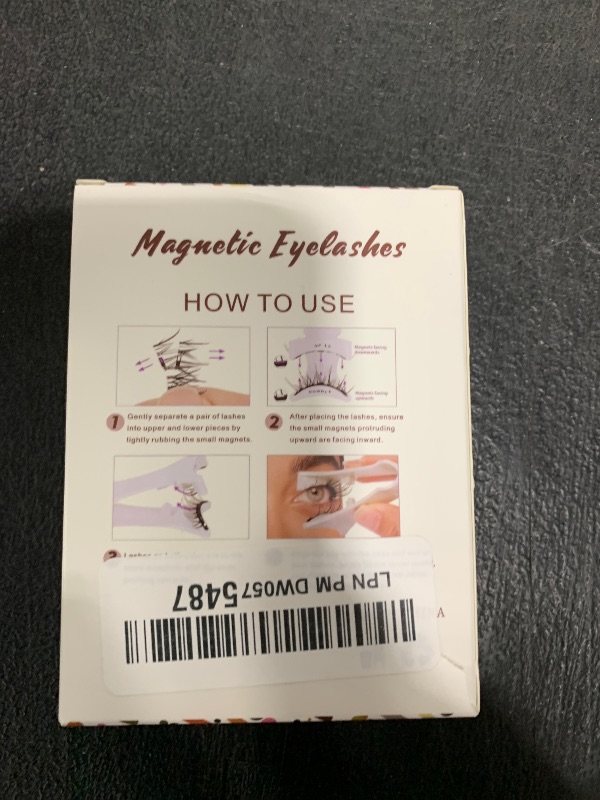 Magnetic Eyelashes
HOW TO USE
Magnets facing
downwards
Magnets facing
upwards
1 Gently separate a pair of lashes
into upper and lower pieces by
lightly rubbing the small magnets.
2 After placing the lashes, ensure
the small magnets protruding
upward are facing inward.
3
LPN PM DW0575487
A